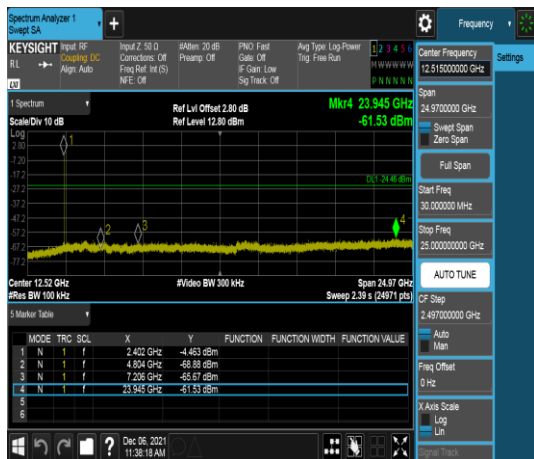 Spectrum Analyzer 1
Swept SA
+
Frequency
KEYSIGHT
RL
LXI
Input: RF
Coupling: DC
Align: Auto
Input Z: 50 Ω
Corrections: Off
Freq Ref: Int (S)
NFE: Off
#Atten: 20 dB
Preamp: Off
PNO: Fast
Gate: Off
IF Gain: Low
Sig Track: Off
Avg Type: Log-Power
Trig: Free Run
1 2 3 4 5 6
M W W W W W
P N N N N N
Center Frequency
12.515000000 GHz
Settings
Span
24.9700000 GHz
Swept Span
Zero Span
Full Span
Start Freq
30.000000 MHz
Stop Freq
25.000000000 GHz
AUTO TUNE
CF Step
2.497000000 GHz
Auto
Man
Freq Offset
0 Hz
X Axis Scale
Log
Lin
Signal Track
1 Spectrum
Scale/Div 10 dB
Ref Lvl Offset 2.80 dB
Ref Level 12.80 dBm
Mkr4 23.945 GHz
-61.53 dBm
Log
2.80
-7.20
-17.2
-27.2
-37.2
-47.2
-57.2
-67.2
-77.2
1
DL1 -24.46 dBm
2
3
4
Center 12.52 GHz
#Res BW 100 kHz
#Video BW 300 kHz
Span 24.97 GHz
Sweep 2.39 s (24971 pts)
5 Marker Table
MODE TRC SCL X Y FUNCTION FUNCTION WIDTH FUNCTION VALUE
1 N 1 f 2.402 GHz -4.463 dBm
2 N 1 f 4.804 GHz -68.88 dBm
3 N 1 f 7.206 GHz -65.67 dBm
4 N 1 f 23.945 GHz -61.53 dBm
5
6
?
Dec 06, 2021
11:38:18 AM